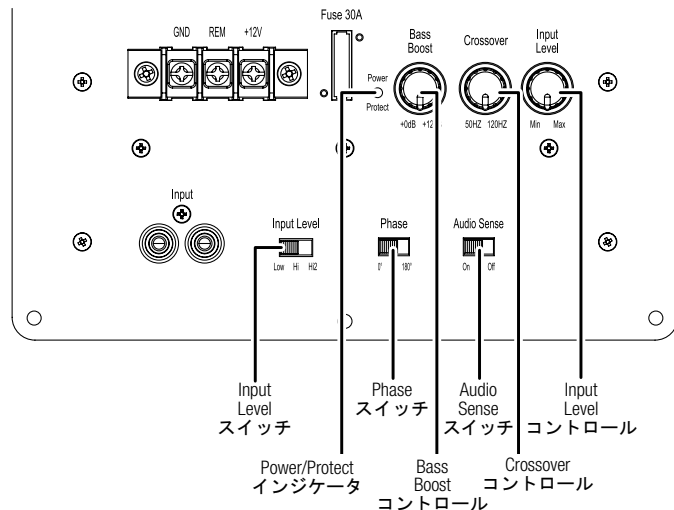 Fuse 30A
GND REM +12V
Bass
Boost
Crossover
Input
Level
Power
Protect
+0dB
50HZ 120HZ
Min Max
Input
Input Level
Low Hi Hi2
Phase
0° 180°
Audio Sense
On Off
Input
Level
スイッチ
Phase
スイッチ
Audio
Sense
スイッチ
Input
Level
コントロール
Power/Protect
インジケータ
Bass
Boost
コントロール
Crossover
コントロール